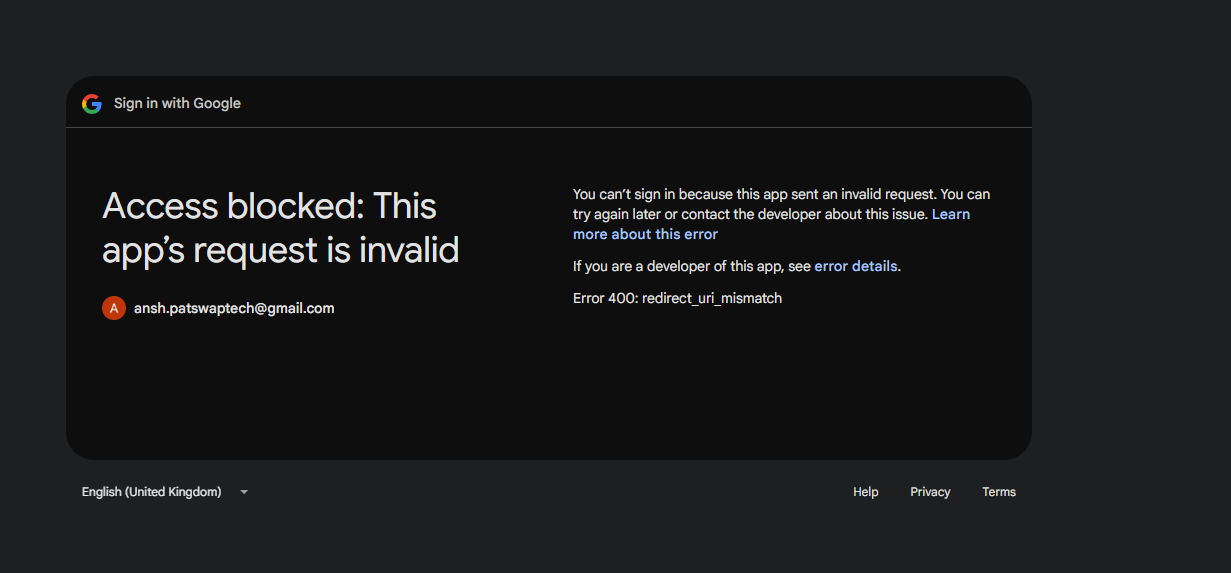 Sign in with Google
Access blocked: This
app’s request is invalid
A ansh.patswaptech@gmail.com
You can’t sign in because this app sent an invalid request. You can
try again later or contact the developer about this issue. Learn
more about this error
If you are a developer of this app, see error details.
Error 400: redirect_uri_mismatch
English (United Kingdom)
Help Privacy Terms